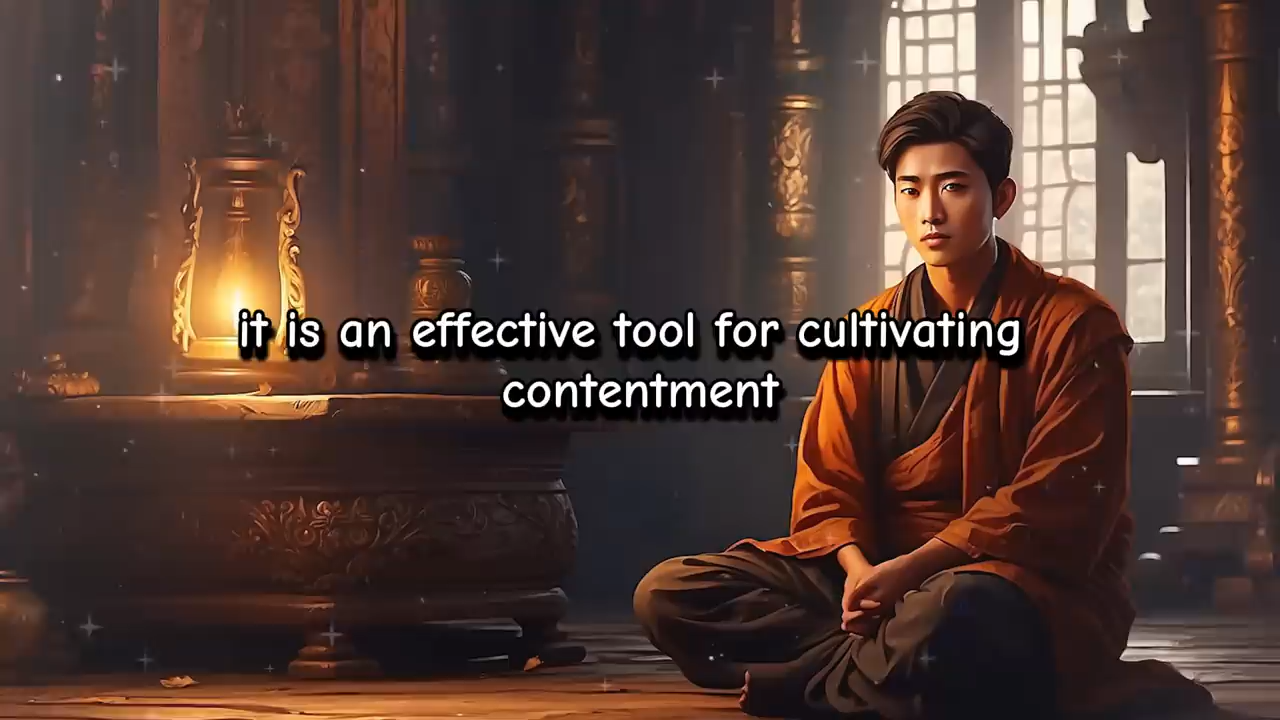 it is an effective tool for cultivating
contentment